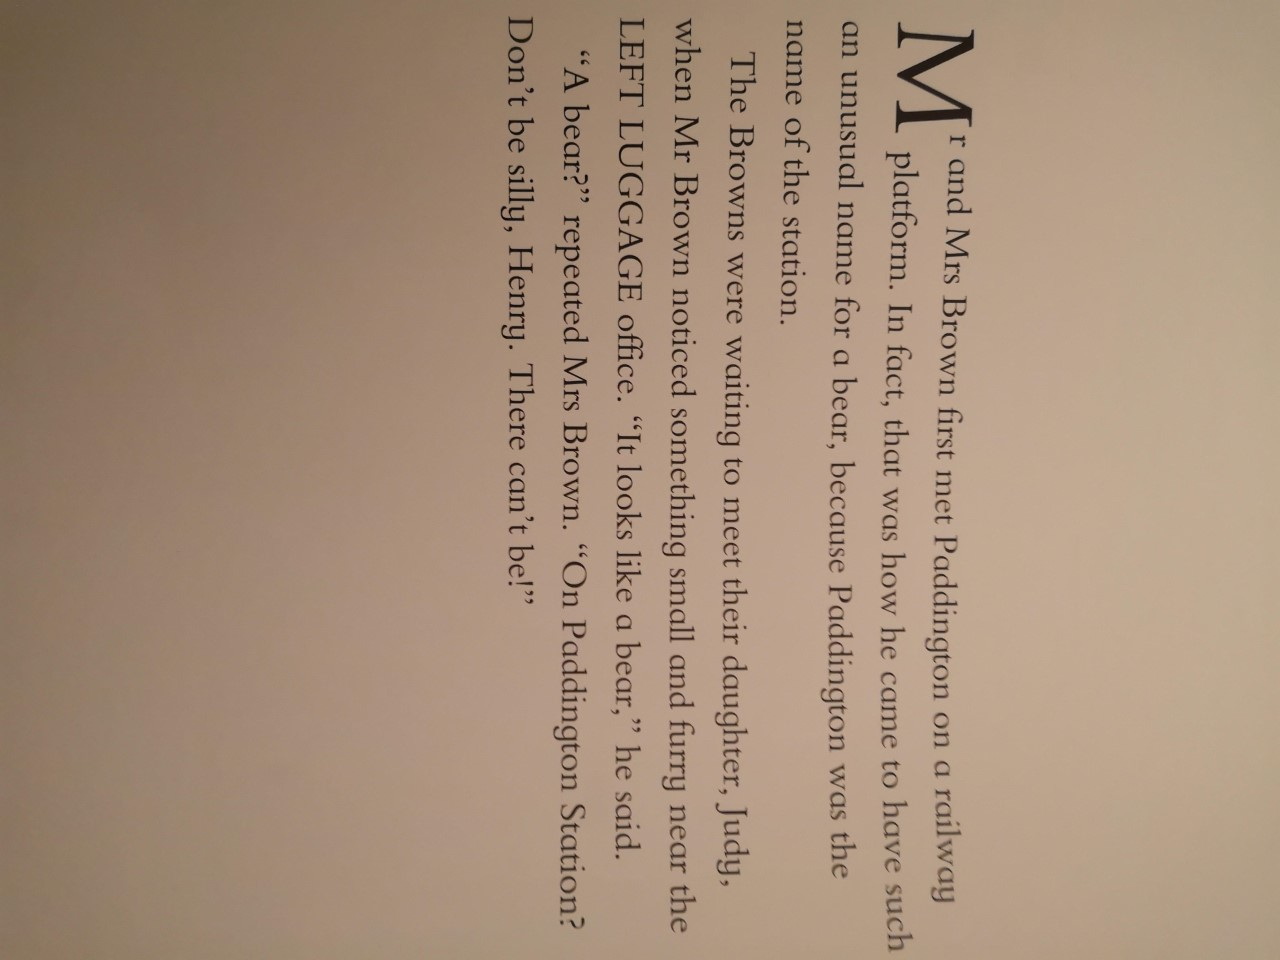 Mr and Mrs Brown first met Paddington on a railway
platform. In fact, that was how he came to have such
an unusual name for a bear, because Paddington was the
name of the station.
The Browns were waiting to meet their daughter, Judy,
when Mr Brown noticed something small and furry near the
LEFT LUGGAGE office. “It looks like a bear,” he said.
“A bear?” repeated Mrs Brown. “On Paddington Station?
Don’t be silly, Henry. There can’t be!”